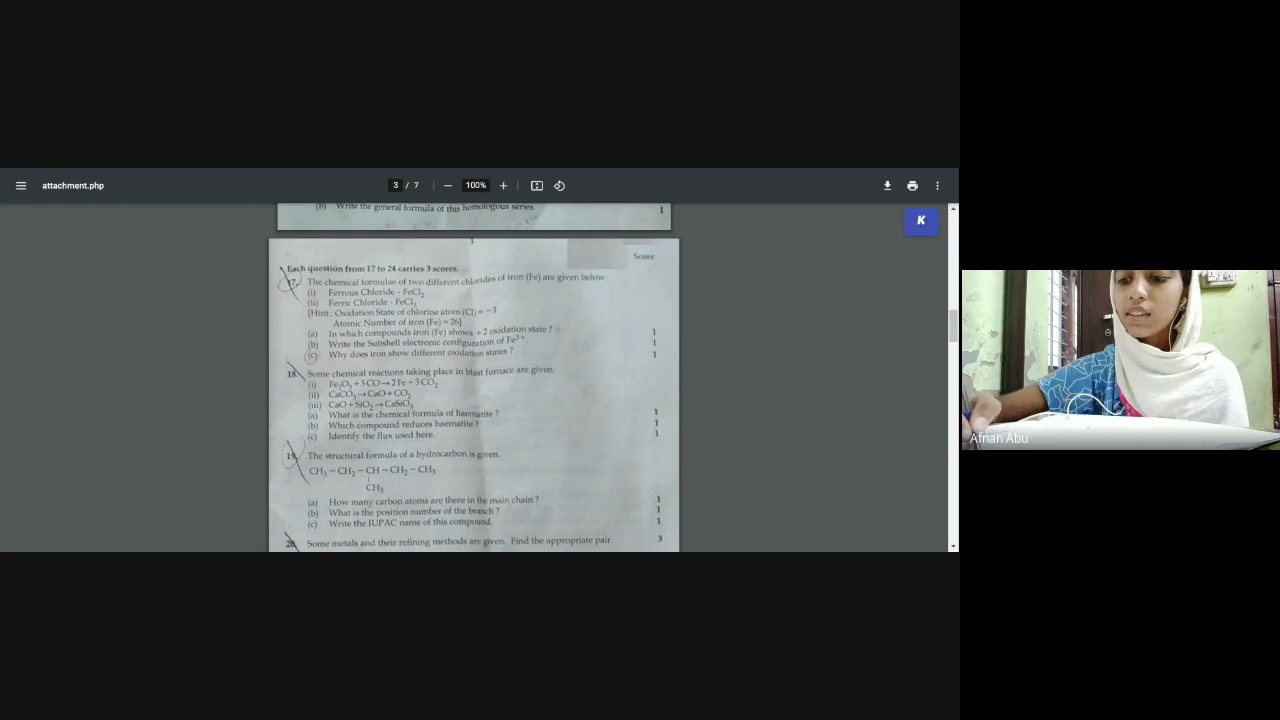 attachment.php
3 / 7
100%
K
(b) Write the general formula of this homologous series. 1
3
Score
Each question from 17 to 24 carries 3 scores.
17. The chemical formulae of two different chlorides of iron (Fe) are given below.
(i) Ferrous Chloride - FeCl₂
(ii) Ferric Chloride - FeCl₃
[Hint : Oxidation State of chlorine atom (Cl) = −1
Atomic Number of iron (Fe) = 26]
(a) In which compounds iron (Fe) shows +2 oxidation state ? 1
(b) Write the Subshell electronic configuration of Fe³⁺. 1
(c) Why does iron show different oxidation states ? 1
18. Some chemical reactions taking place in blast furnace are given.
(i) Fe₂O₃ + 3 CO → 2 Fe + 3 CO₂
(ii) CaCO₃ → CaO + CO₂
(iii) CaO + SiO₂ → CaSiO₃
(a) What is the chemical formula of haematite ? 1
(b) Which compound reduces haematite ? 1
(c) Identify the flux used here. 1
19. The structural formula of a hydrocarbon is given.
CH₃ − CH₂ − CH − CH₂ − CH₃
|
CH₃
(a) How many carbon atoms are there in the main chain ? 1
(b) What is the position number of the branch ? 1
(c) Write the IUPAC name of this compound. 1
20. Some metals and their refining methods are given. Find the appropriate pair. 3
Afnan Abu